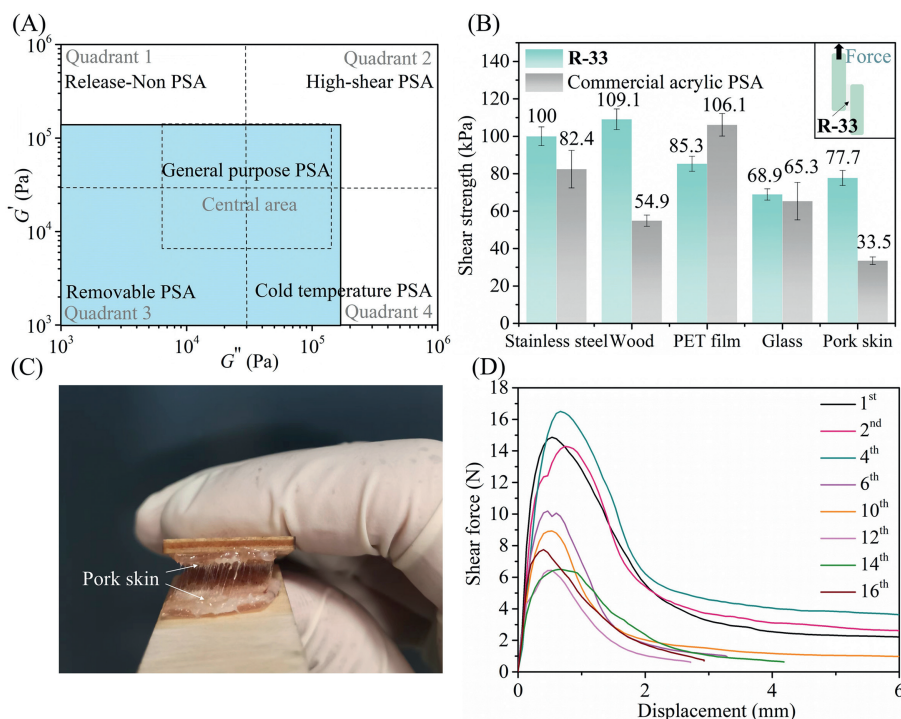 (A)
10⁶
Quadrant 1
Quadrant 2
Release-Non PSA
High-shear PSA
10⁵
General purpose PSA
Central area
G' (Pa)
10⁴
Removable PSA
Cold temperature PSA
Quadrant 3
Quadrant 4
10³
10³
10⁴
10⁵
10⁶
G" (Pa)
(B)
140
120
100
80
60
40
20
0
Shear strength (kPa)
R-33
Commercial acrylic PSA
Force
R-33
100
82.4
109.1
54.9
85.3
106.1
68.9
65.3
77.7
33.5
Stainless steel
Wood
PET film
Glass
Pork skin
(C)
Pork skin
(D)
18
16
14
12
10
8
6
4
2
0
Shear force (N)
1ˢᵗ
2ⁿᵈ
4ᵗʰ
6ᵗʰ
10ᵗʰ
12ᵗʰ
14ᵗʰ
16ᵗʰ
0
2
4
6
Displacement (mm)